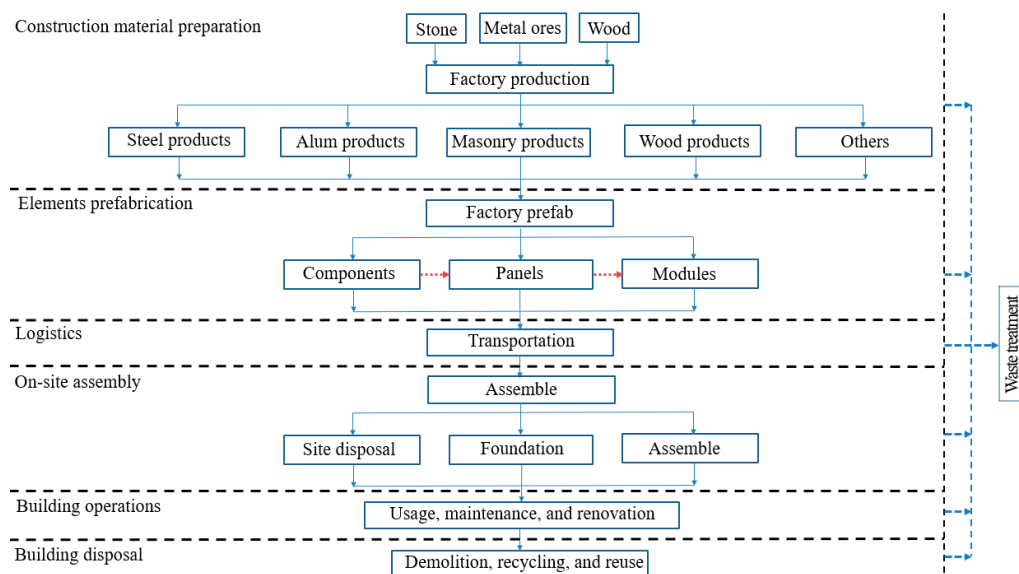 Construction material preparation
Stone
Metal ores
Wood
Factory production
Steel products
Alum products
Masonry products
Wood products
Others
Elements prefabrication
Factory prefab
Components
Panels
Modules
Logistics
Transportation
On-site assembly
Assemble
Site disposal
Foundation
Assemble
Building operations
Usage, maintenance, and renovation
Building disposal
Demolition, recycling, and reuse
Waste treatment